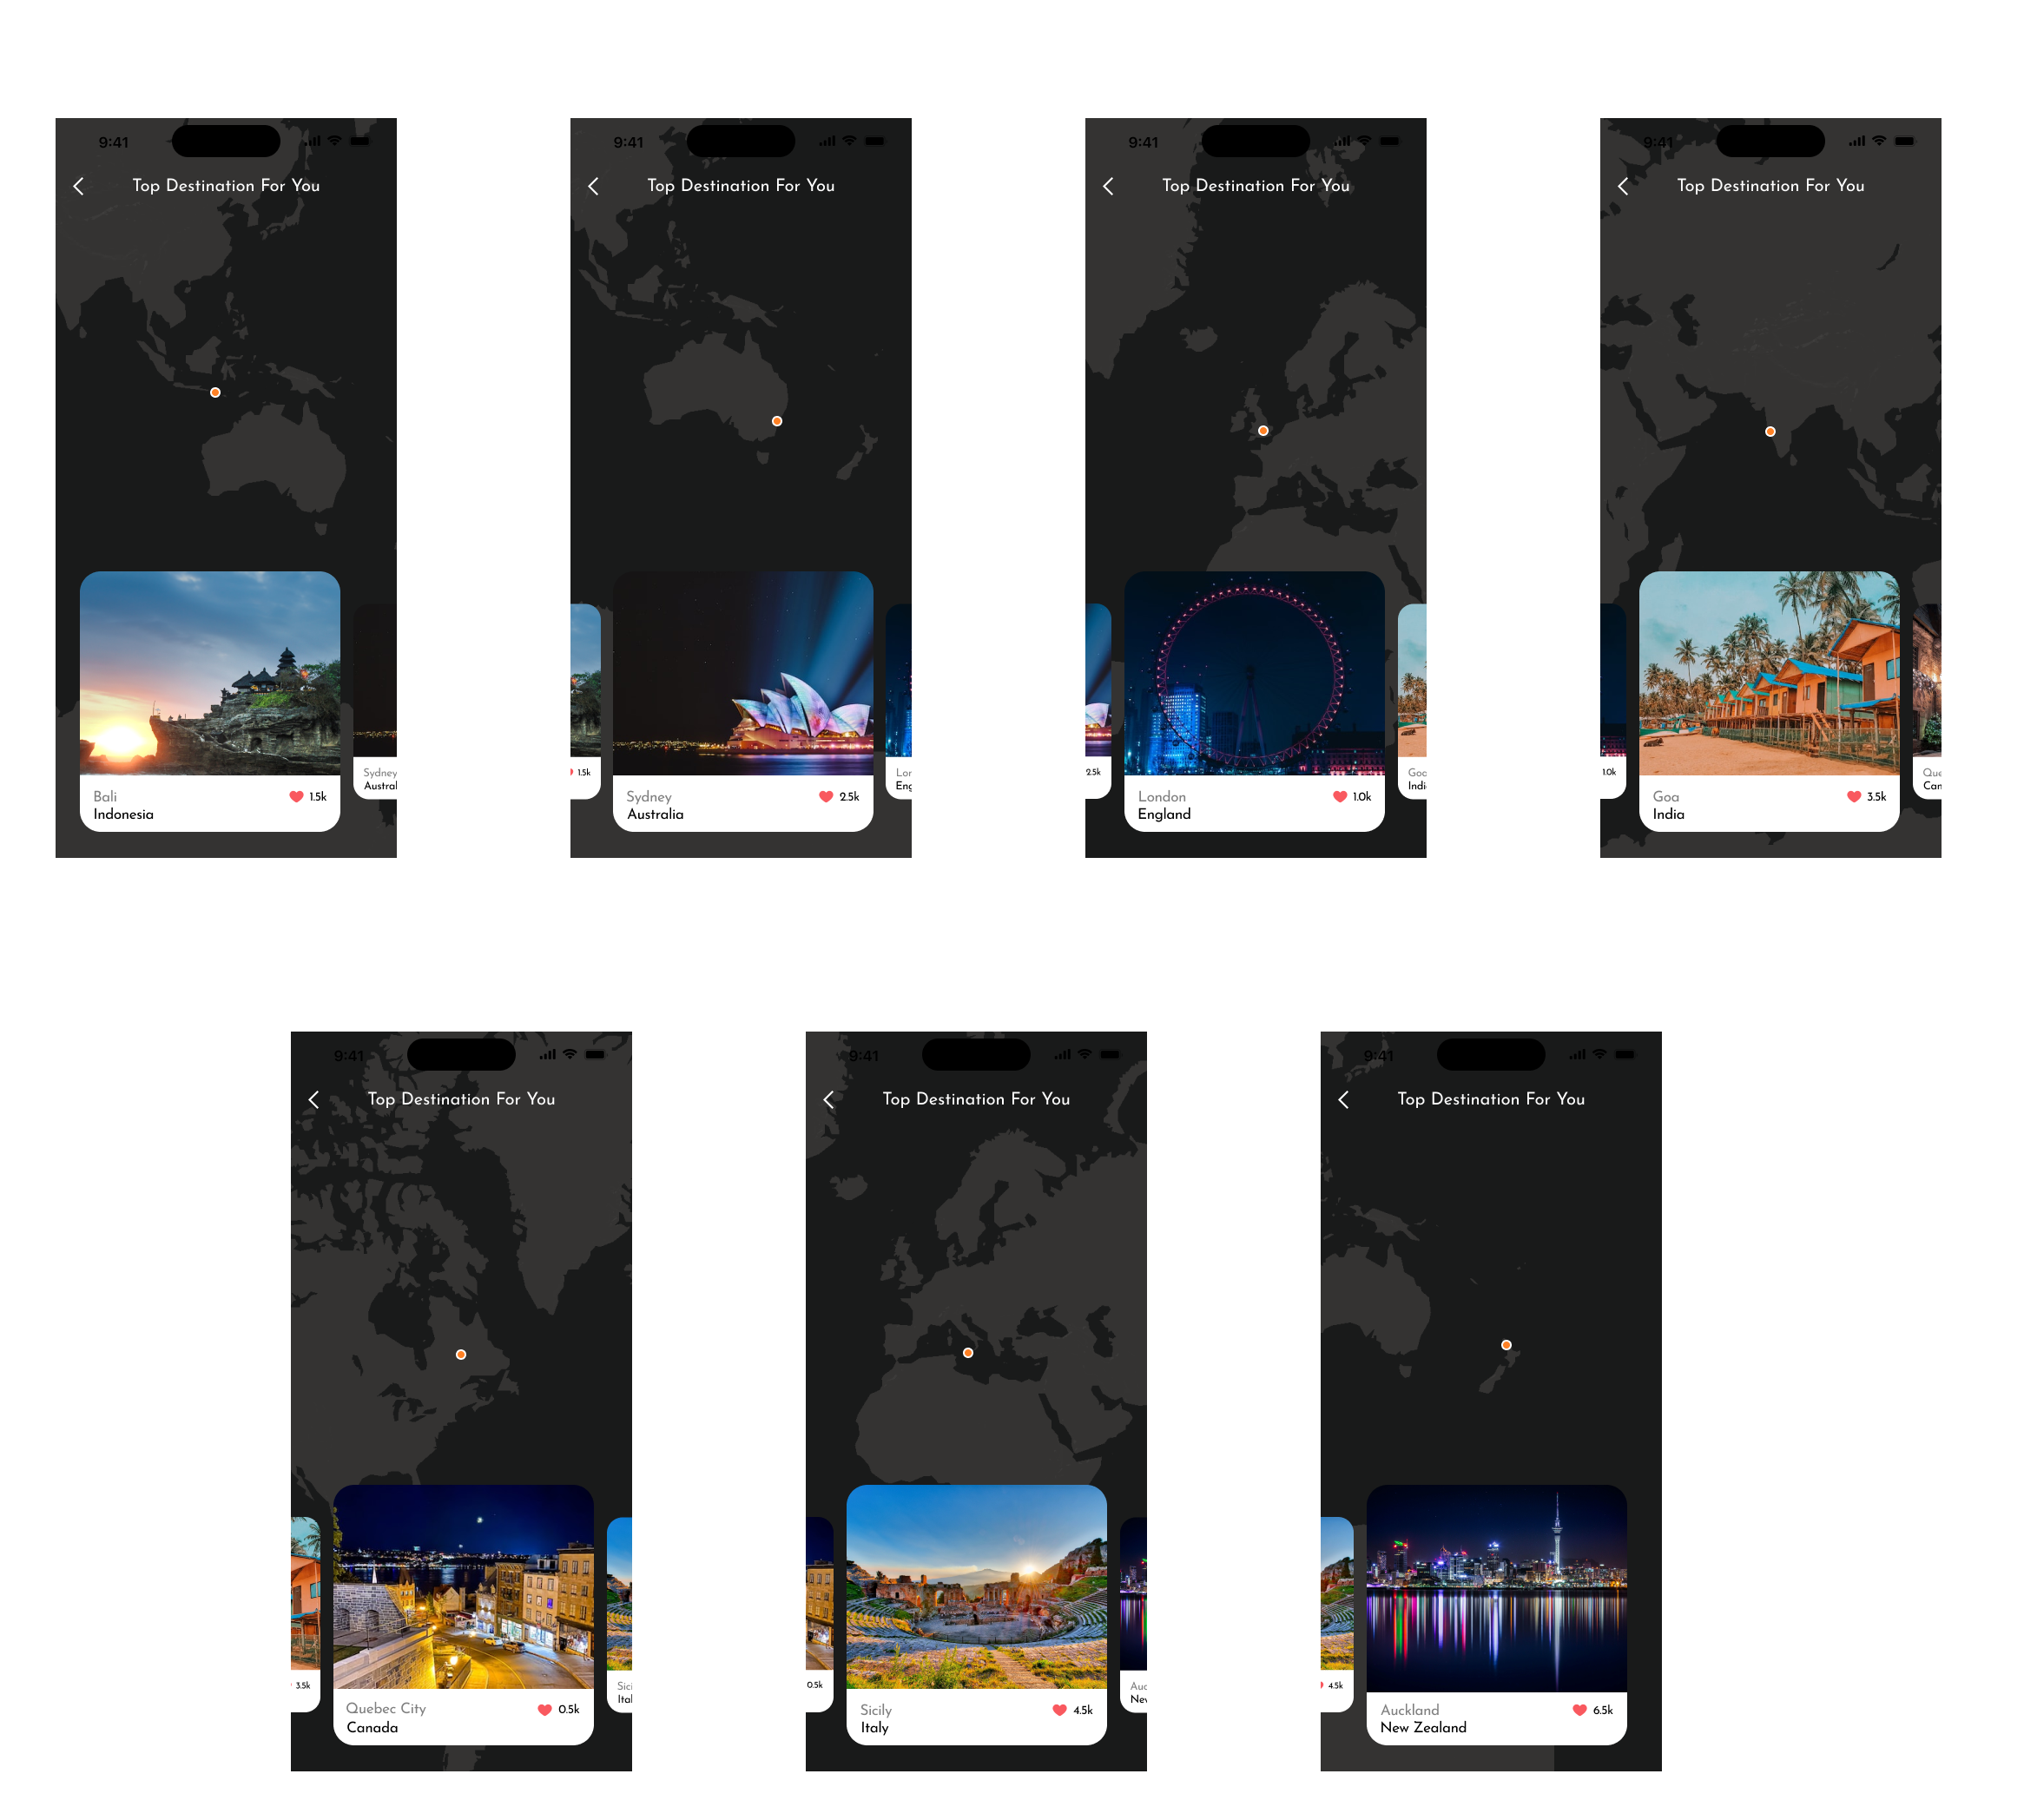 9:41
Top Destination For You
Sydney
Austral
Bali
Indonesia
1.5k
9:41
Top Destination For You
1.5k
Lor
Eng
Sydney
Australia
2.5k
9:41
Top Destination For You
2.5k
Goa
Indi
London
England
1.0k
9:41
Top Destination For You
1.0k
Que
Can
Goa
India
3.5k
9:41
Top Destination For You
3.5k
Sici
Ital
Quebec City
Canada
0.5k
9:41
Top Destination For You
0.5k
Auc
New
Sicily
Italy
4.5k
9:41
Top Destination For You
4.5k
Auckland
New Zealand
6.5k